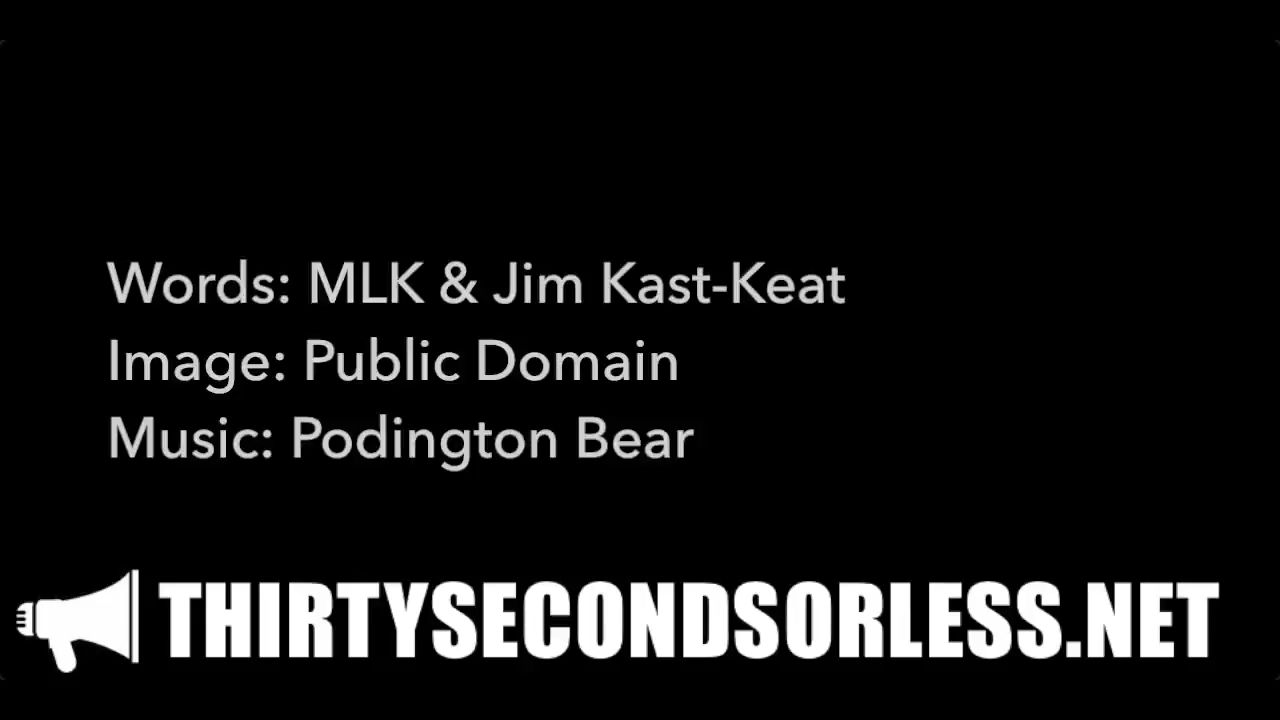 Words: MLK & Jim Kast-Keat
Image: Public Domain
Music: Podington Bear
THIRTYSECONDSORLESS.NET